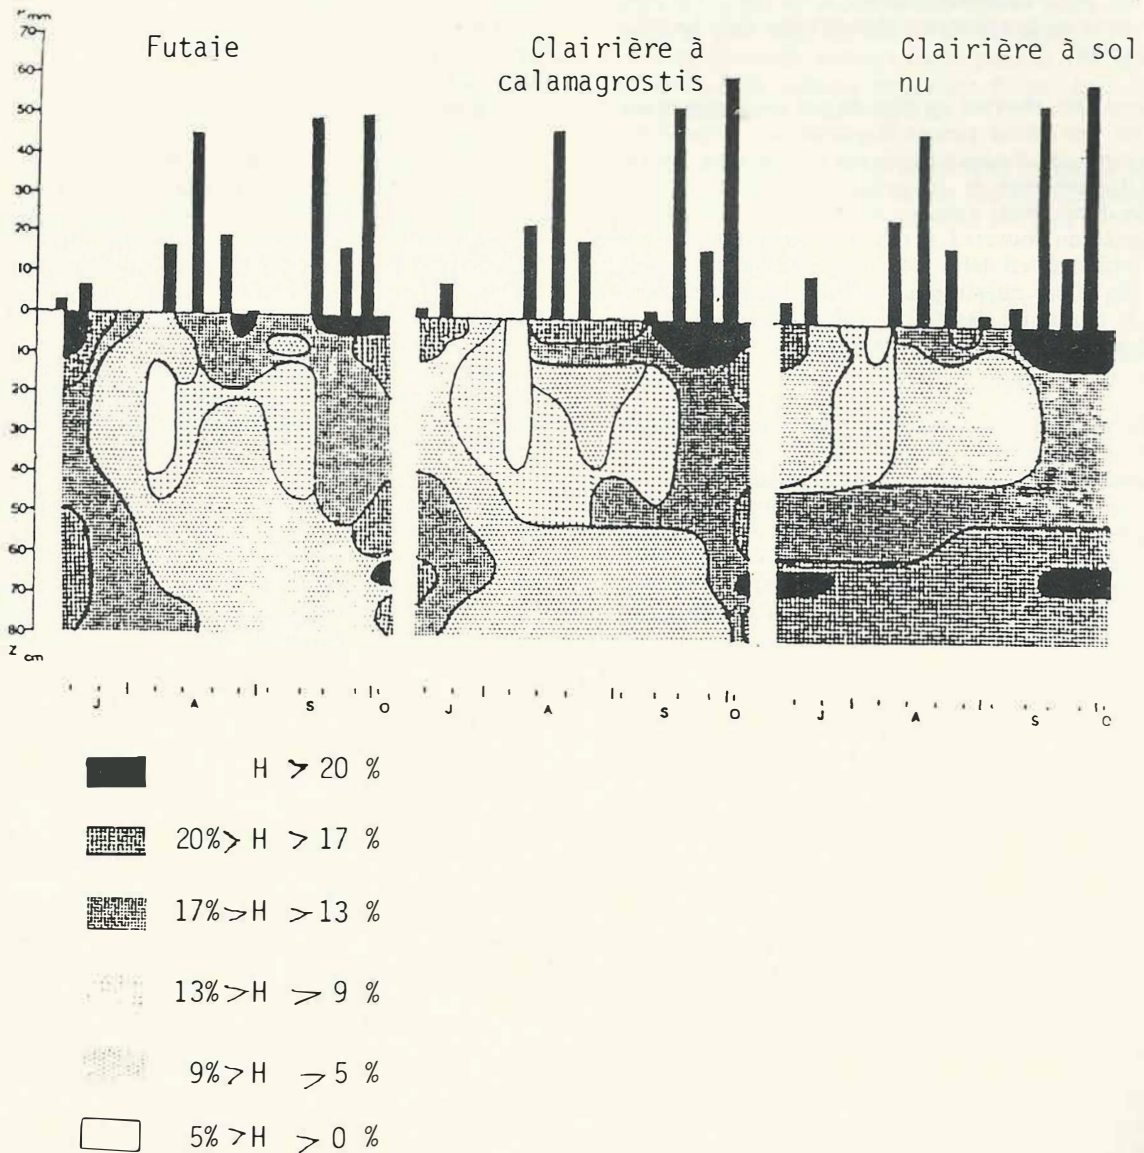 mm
70
60
50
40
30
20
10
0
10
20
30
40
50
60
70
80
Z cm
Futaie
Clairière à
calamagrostis
Clairière à sol
nu
J A S O
J A S O
J A S O
H > 20 %
20% > H > 17 %
17% > H > 13 %
13% > H > 9 %
9% > H > 5 %
5% > H > 0 %